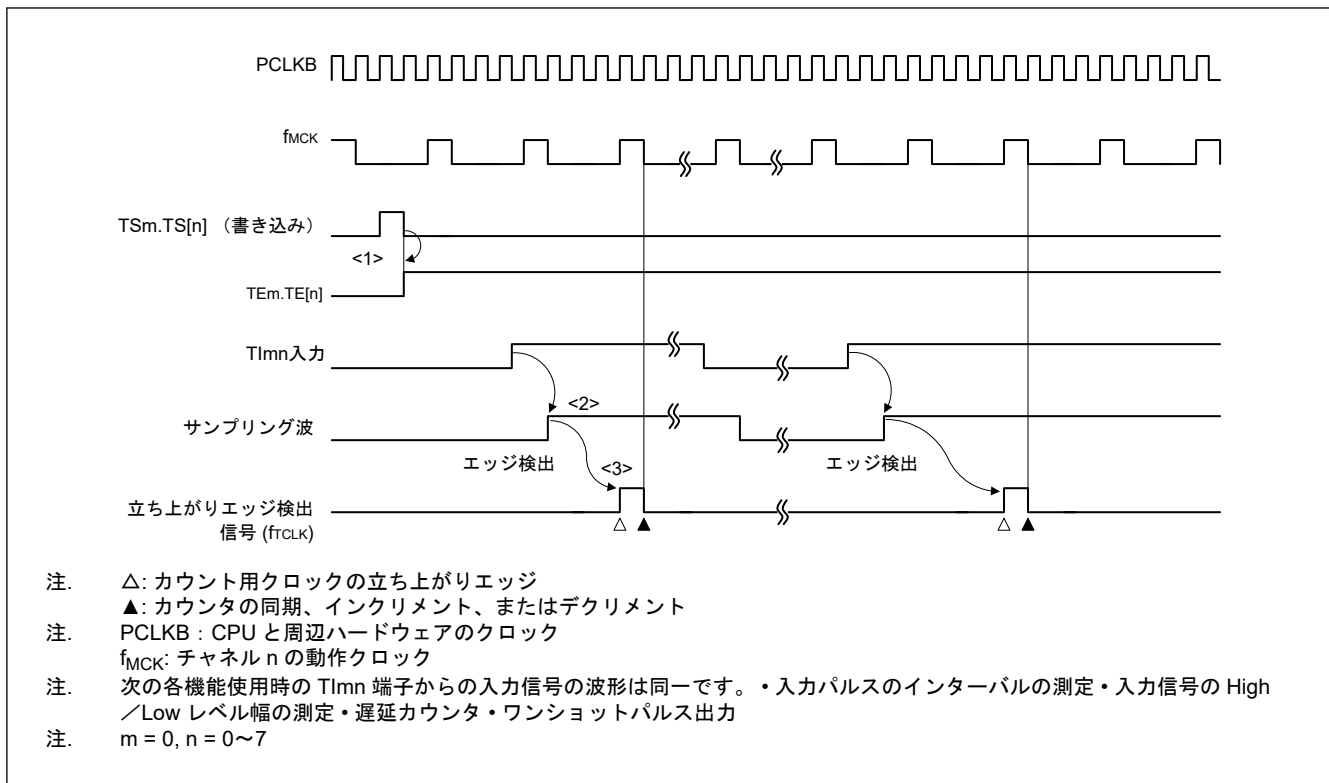 PCLKB
fMCK
TSm.TS[n] （書き込み）
<1>
TEm.TE[n]
TImn入力
<2>
サンプリング波
エッジ検出
<3>
エッジ検出
立ち上がりエッジ検出
信号 (fTCLK)
△ ▲ △ ▲
注. △: カウント用クロックの立ち上がりエッジ
▲: カウンタの同期、インクリメント、またはデクリメント
注. PCLKB：CPU と周辺ハードウェアのクロック
fMCK: チャネル n の動作クロック
注. 次の各機能使用時の TImn 端子からの入力信号の波形は同一です。・入力パルスのインターバルの測定・入力信号の High
／Low レベル幅の測定・遅延カウンタ・ワンショットパルス出力
注. m = 0, n = 0～7